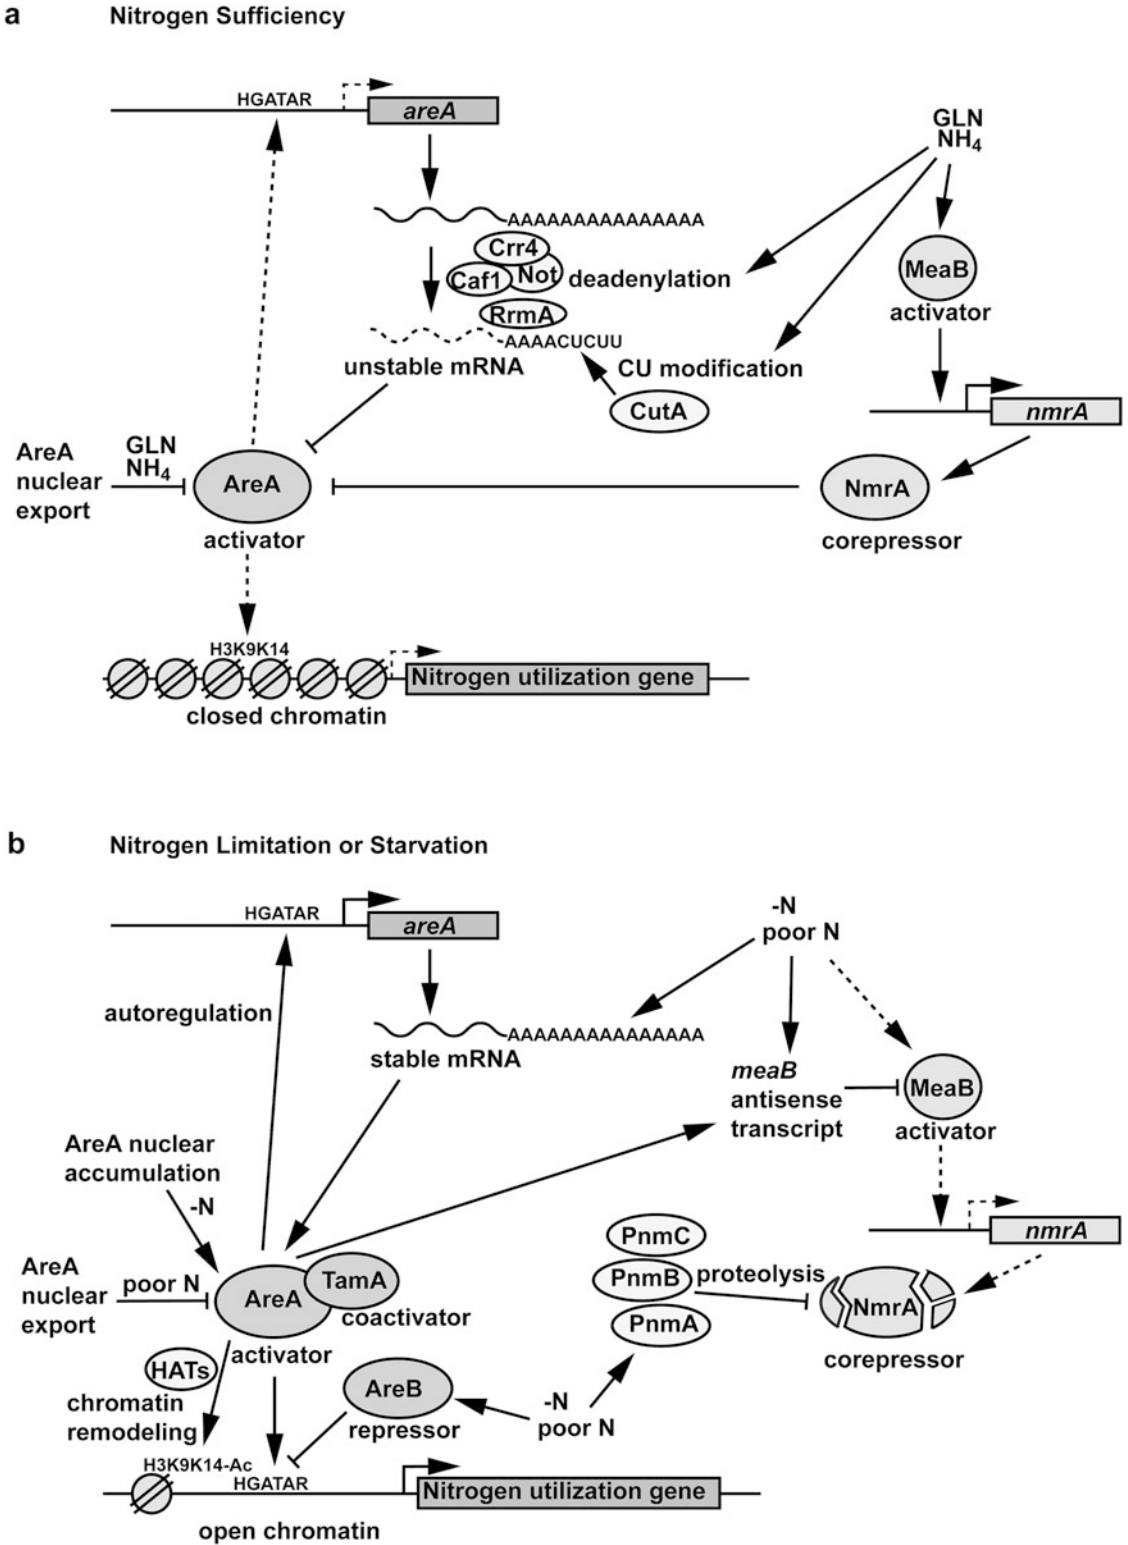 a Nitrogen Sufficiency
HGATAR
areA
GLN
NH4
AAAAAAAAAAAAAAA
Crr4
Caf1
Not
deadenylation
RrmA
MeaB
activator
AAAACUCUU
unstable mRNA
CU modification
CutA
nmrA
AreA
nuclear
export
GLN
NH4
AreA
activator
NmrA
corepressor
H3K9K14
Nitrogen utilization gene
closed chromatin
b Nitrogen Limitation or Starvation
HGATAR
areA
-N
poor N
autoregulation
AAAAAAAAAAAAAAA
stable mRNA
meaB
antisense
transcript
MeaB
activator
AreA nuclear
accumulation
-N
nmrA
PnmC
PnmB
PnmA
proteolysis
NmrA
corepressor
AreA
nuclear
export
poor N
AreA
TamA
coactivator
activator
HATs
chromatin
remodeling
AreB
repressor
-N
poor N
H3K9K14-Ac
HGATAR
Nitrogen utilization gene
open chromatin